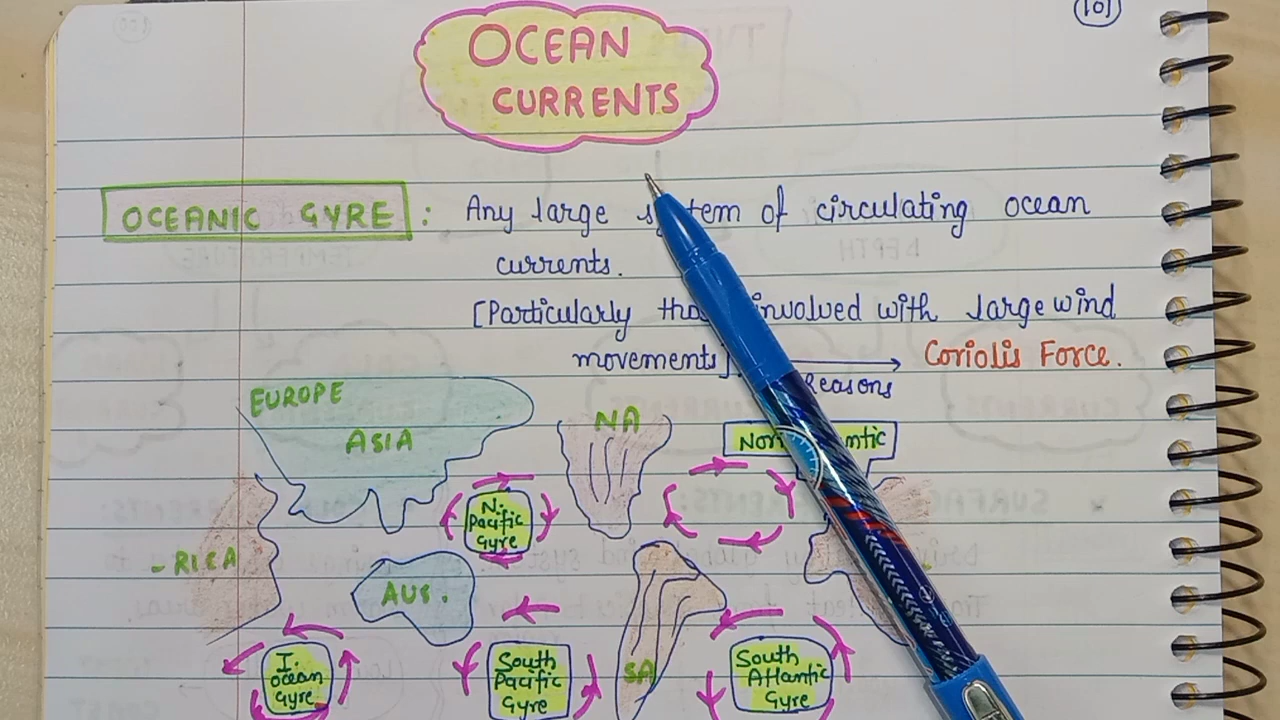 101
OCEAN
CURRENTS
OCEANIC GYRE : Any large system of circulating ocean
currents.
[Particularly involved with large wind
movements] → Coriolis Force.
Reasons
EUROPE
ASIA
NA
N.
Pacific
Gyre
-RICA
AUS.
I.
Ocean
Gyre
South
Pacific
Gyre
SA
South
Atlantic
Gyre